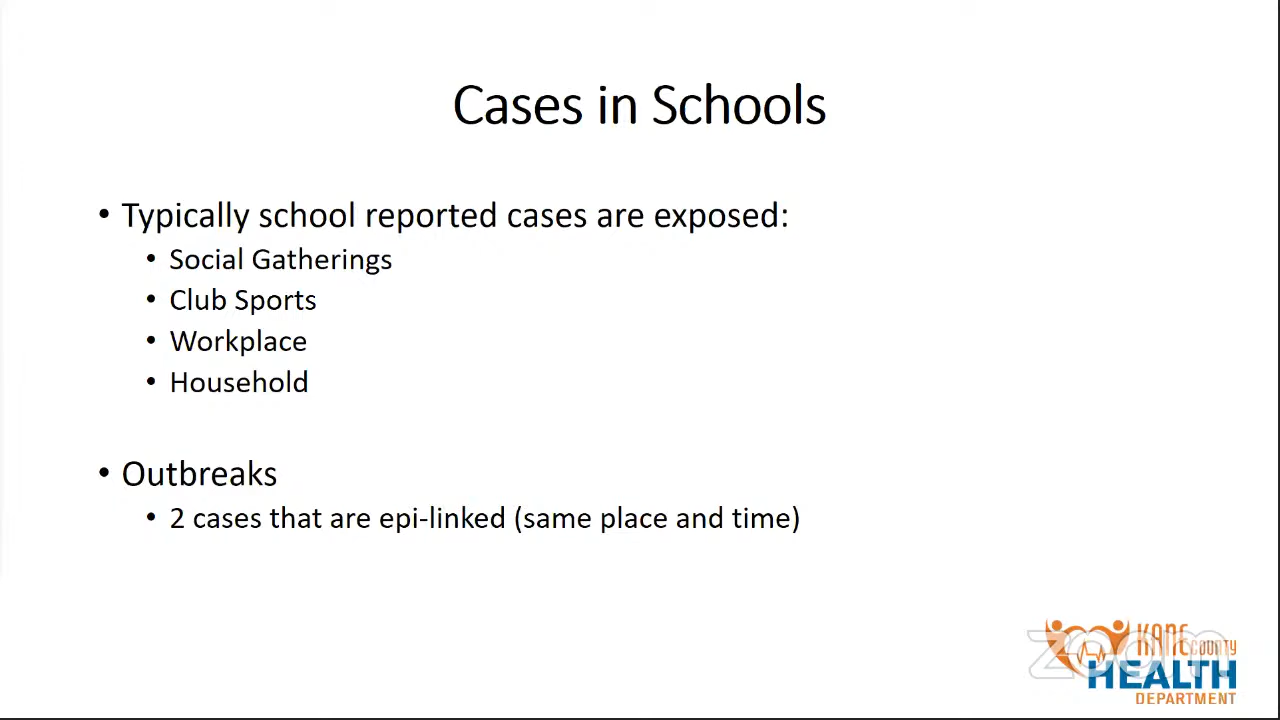 Cases in Schools
• Typically school reported cases are exposed:
• Social Gatherings
• Club Sports
• Workplace
• Household
• Outbreaks
• 2 cases that are epi-linked (same place and time)
KANE COUNTY
zoom
HEALTH
DEPARTMENT